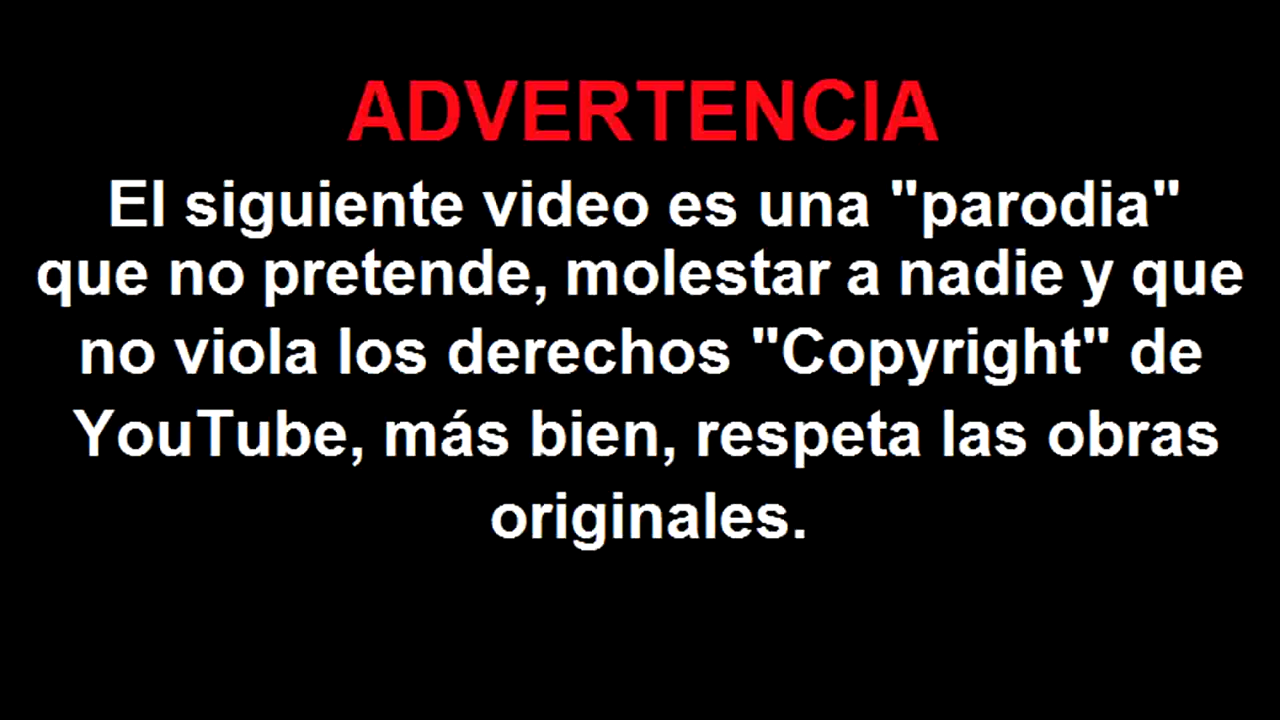 ADVERTENCIA
El siguiente video es una "parodia"
que no pretende, molestar a nadie y que
no viola los derechos "Copyright" de
YouTube, más bien, respeta las obras
originales.